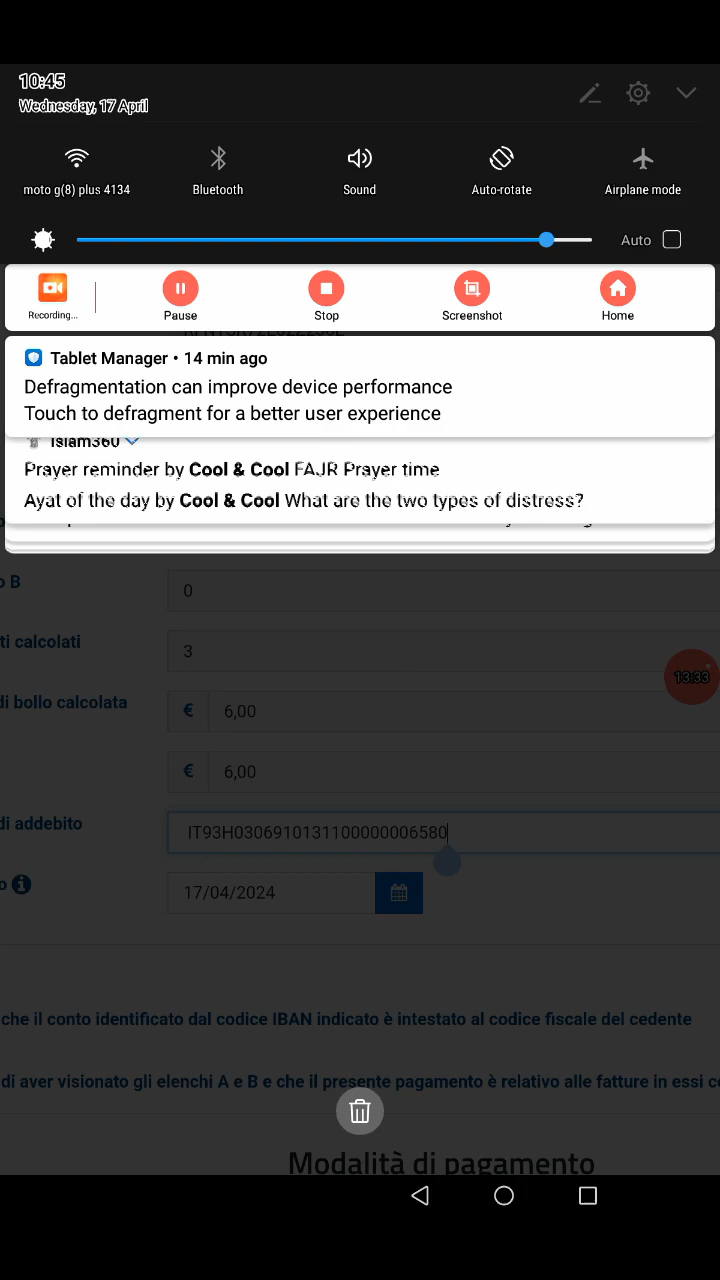 10:45
Wednesday, 17 April
moto g(8) plus 4134
Bluetooth
Sound
Auto-rotate
Airplane mode
Auto
Recording...
Pause
Stop
Screenshot
Home
Tablet Manager • 14 min ago
Defragmentation can improve device performance
Touch to defragment for a better user experience
Islam360
Prayer reminder by Cool & Cool FAJR Prayer time
Ayat of the day by Cool & Cool What are the two types of distress?
o B
0
ti calcolati
3
13:33
di bollo calcolata
€ 6,00
€ 6,00
di addebito
IT93H0306910131100000006580
o
17/04/2024
che il conto identificato dal codice IBAN indicato è intestato al codice fiscale del cedente
di aver visionato gli elenchi A e B e che il presente pagamento è relativo alle fatture in essi c
Modalità di pagamento